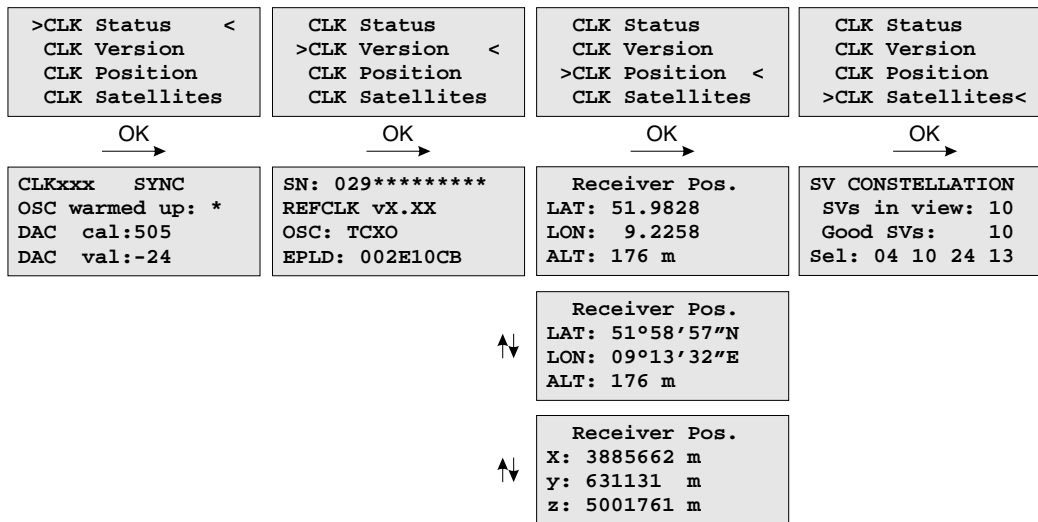 >CLK Status <
CLK Version
CLK Position
CLK Satellites
OK
CLKxxx SYNC
OSC warmed up: *
DAC cal:505
DAC val:-24
CLK Status
>CLK Version <
CLK Position
CLK Satellites
OK
SN: 029*********
REFCLK vX.XX
OSC: TCXO
EPLD: 002E10CB
CLK Status
CLK Version
>CLK Position <
CLK Satellites
OK
Receiver Pos.
LAT: 51.9828
LON: 9.2258
ALT: 176 m
Receiver Pos.
LAT: 51°58’57”N
LON: 09°13’32”E
ALT: 176 m
Receiver Pos.
X: 3885662 m
y: 631131 m
z: 5001761 m
CLK Status
CLK Version
CLK Position
>CLK Satellites<
OK
SV CONSTELLATION
SVs in view: 10
Good SVs: 10
Sel: 04 10 24 13